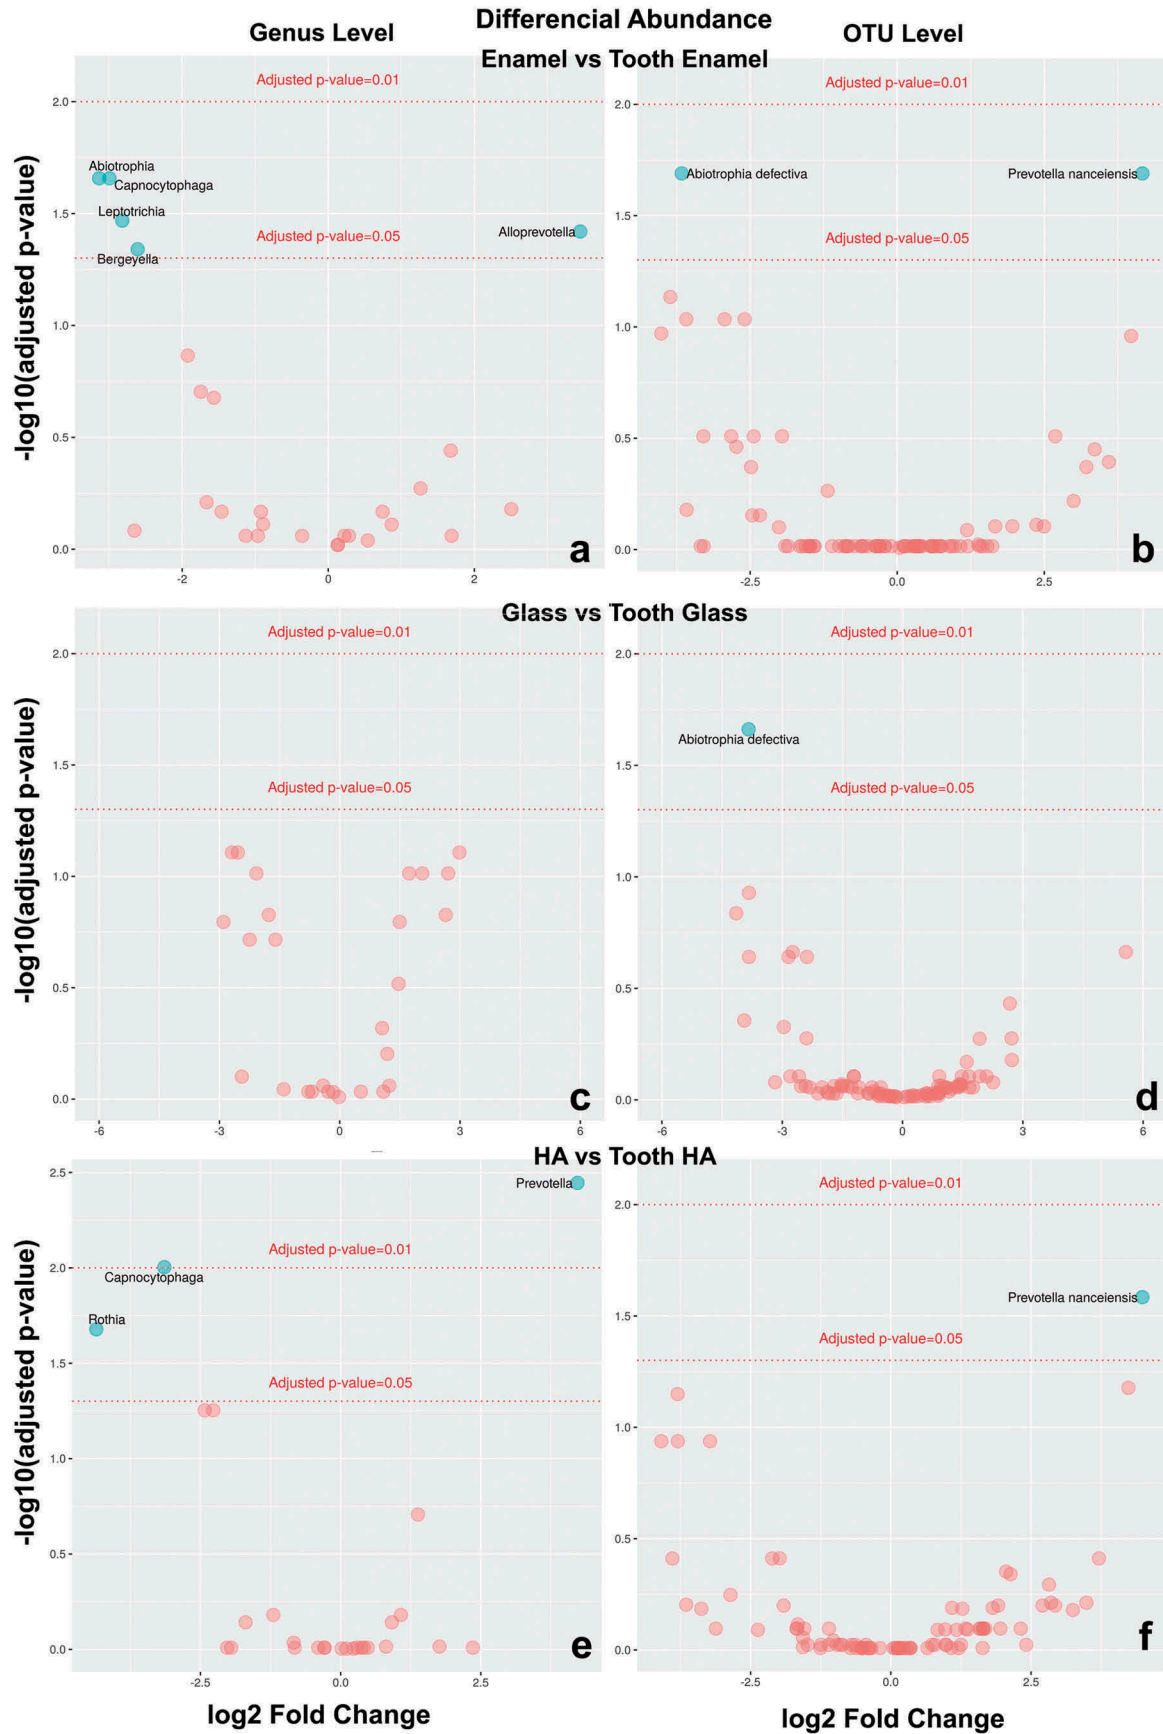 Differencial Abundance
Genus Level
OTU Level
Enamel vs Tooth Enamel
-log10(adjusted p-value)
2.0
1.5
1.0
0.5
0.0
Adjusted p-value=0.01
Abiotrophia
Capnocytophaga
Leptotrichia
Adjusted p-value=0.05
Alloprevotella
Bergeyella
a
-2
0
2
2.0
1.5
1.0
0.5
0.0
Adjusted p-value=0.01
Abiotrophia defectiva
Prevotella nanceiensis
Adjusted p-value=0.05
b
-2.5
0.0
2.5
Glass vs Tooth Glass
-log10(adjusted p-value)
2.0
1.5
1.0
0.5
0.0
Adjusted p-value=0.01
Adjusted p-value=0.05
c
-6
-3
0
3
2.0
1.5
1.0
0.5
0.0
Adjusted p-value=0.01
Abiotrophia defectiva
Adjusted p-value=0.05
d
-6
-3
0
3
6
HA vs Tooth HA
-log10(adjusted p-value)
2.5
2.0
1.5
1.0
0.5
0.0
Prevotella
Adjusted p-value=0.01
Capnocytophaga
Rothia
Adjusted p-value=0.05
e
-2.5
0.0
2.5
log2 Fold Change
2.0
1.5
1.0
0.5
0.0
Adjusted p-value=0.01
Prevotella nanceiensis
Adjusted p-value=0.05
f
-2.5
0.0
2.5
log2 Fold Change